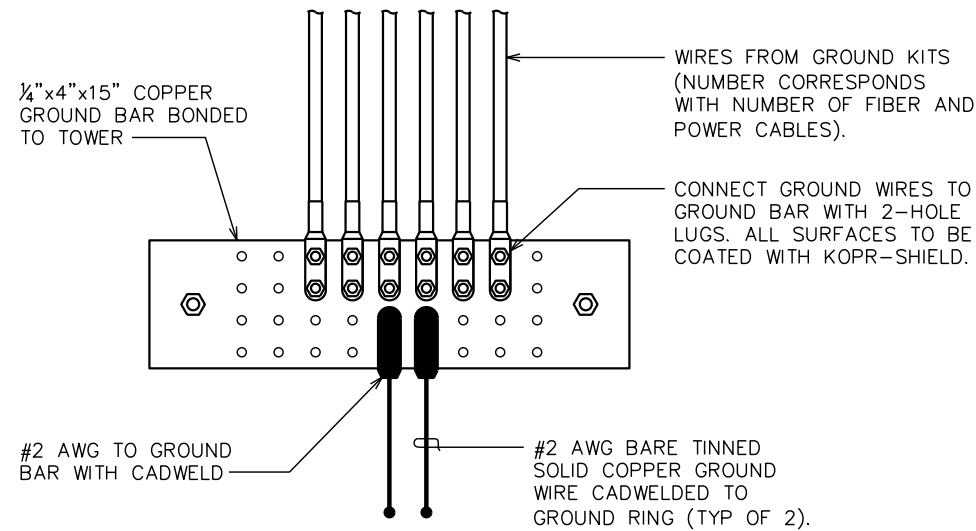 ¼"x4"x15" COPPER
GROUND BAR BONDED
TO TOWER
WIRES FROM GROUND KITS
(NUMBER CORRESPONDS
WITH NUMBER OF FIBER AND
POWER CABLES).
CONNECT GROUND WIRES TO
GROUND BAR WITH 2-HOLE
LUGS. ALL SURFACES TO BE
COATED WITH KOPR-SHIELD.
#2 AWG TO GROUND
BAR WITH CADWELD
#2 AWG BARE TINNED
SOLID COPPER GROUND
WIRE CADWELDED TO
GROUND RING (TYP OF 2).